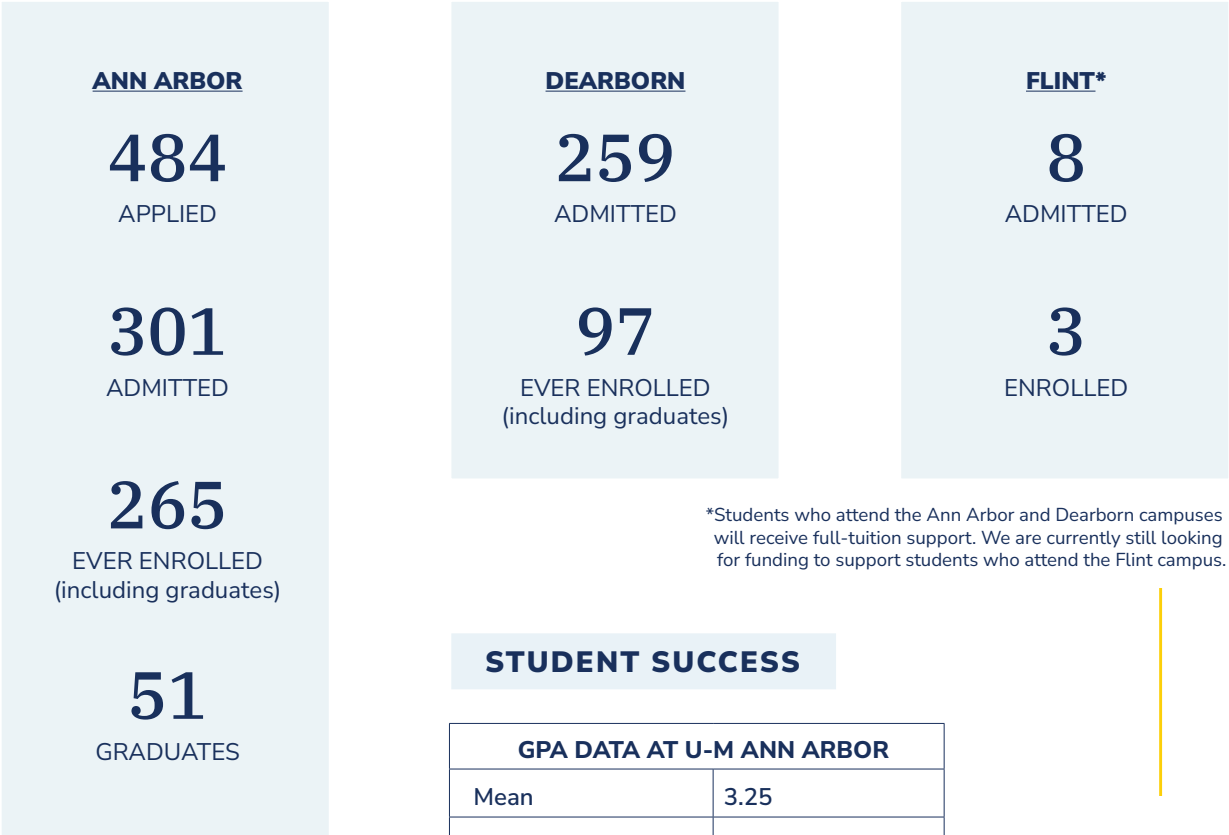 ANN ARBOR
484
APPLIED
301
ADMITTED
265
EVER ENROLLED
(including graduates)
51
GRADUATES
DEARBORN
259
ADMITTED
97
EVER ENROLLED
(including graduates)
FLINT*
8
ADMITTED
3
ENROLLED
*Students who attend the Ann Arbor and Dearborn campuses
will receive full-tuition support. We are currently still looking
for funding to support students who attend the Flint campus.
STUDENT SUCCESS
GPA DATA AT U-M ANN ARBOR
Mean 3.25